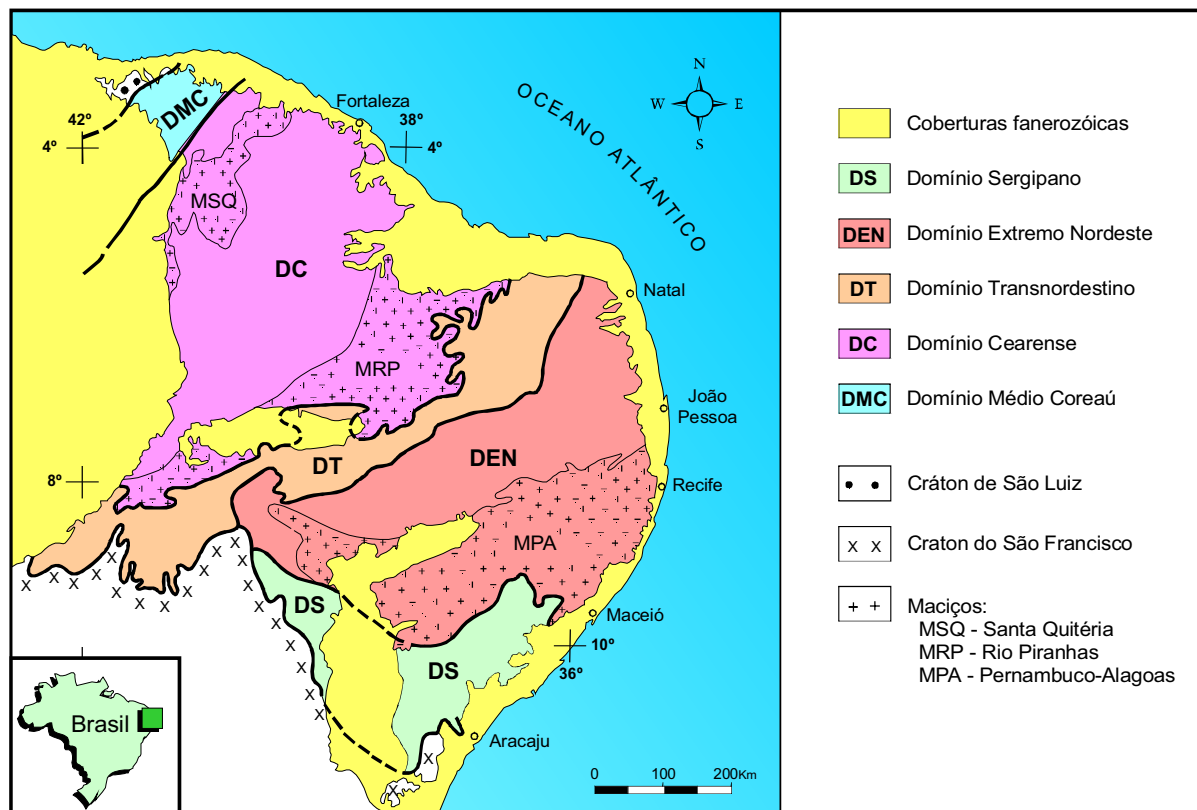 OCEANO ATLÂNTICO
N
W
E
S
42º
4º
Fortaleza
38º
4º
DMC
MSQ
DC
Natal
MRP
João
Pessoa
8º
DT
DEN
Recife
MPA
DS
Maceió
10º
36º
DS
Aracaju
Brasil
0
100
200Km
Coberturas fanerozóicas
DS
Domínio Sergipano
DEN
Domínio Extremo Nordeste
DT
Domínio Transnordestino
DC
Domínio Cearense
DMC
Domínio Médio Coreaú
Cráton de São Luiz
Craton do São Francisco
Maciços:
MSQ - Santa Quitéria
MRP - Rio Piranhas
MPA - Pernambuco-Alagoas